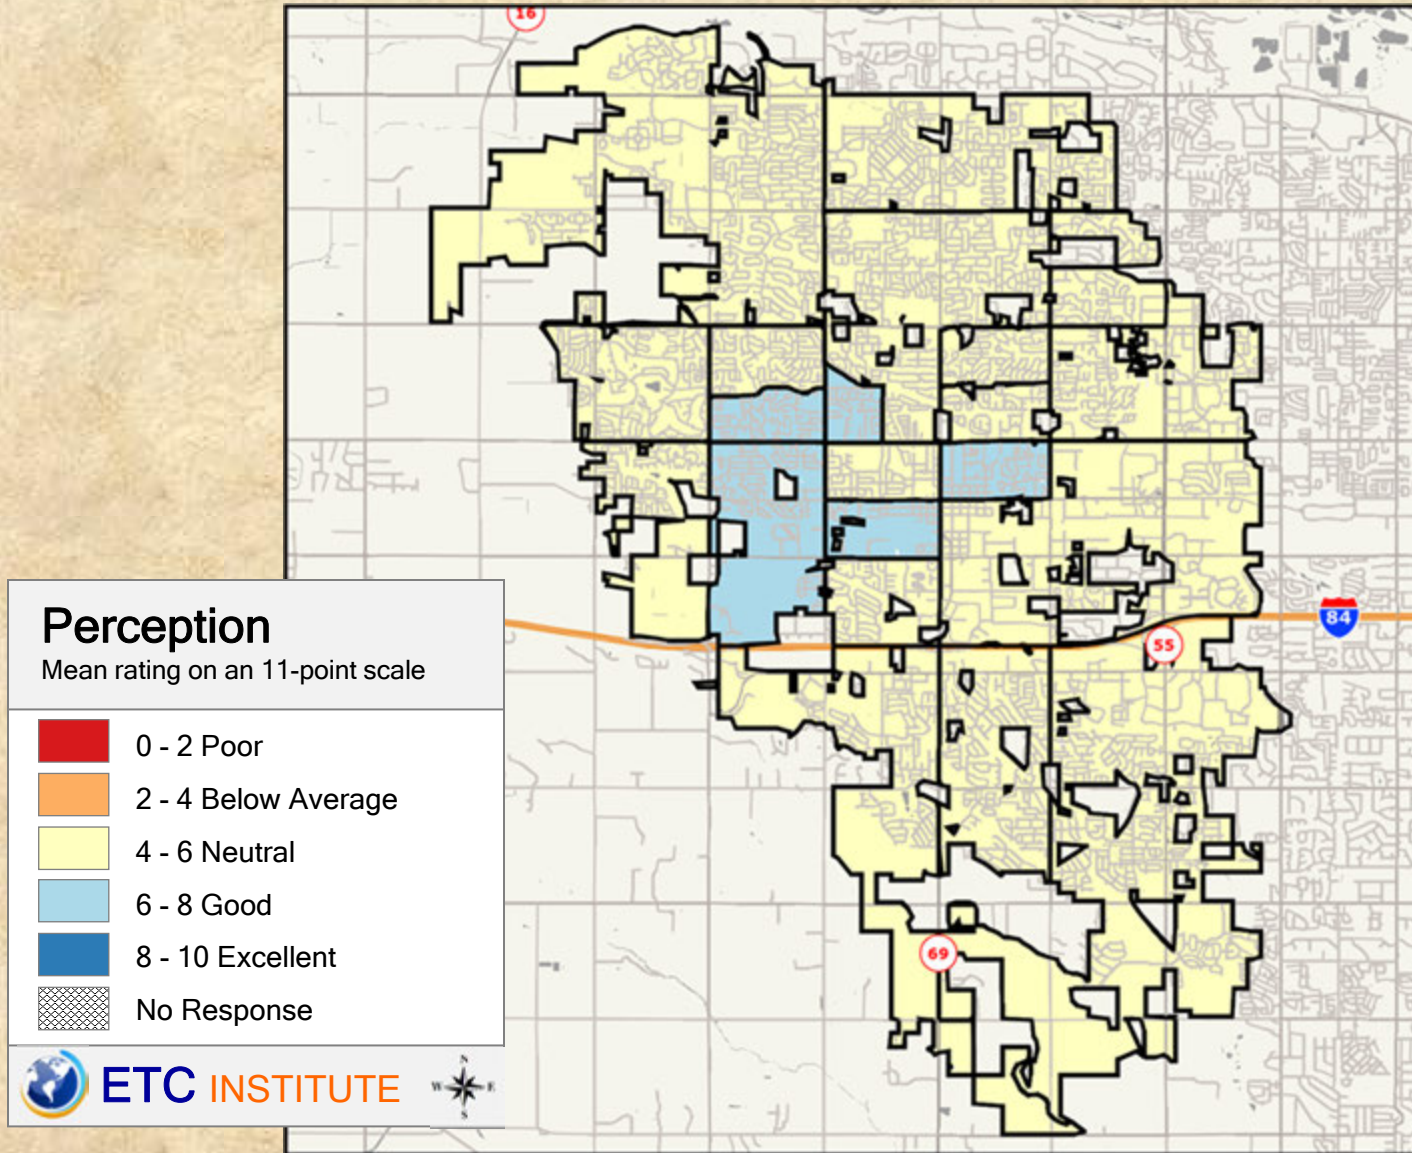 16
84
55
69
Perception
Mean rating on an 11-point scale
0 - 2 Poor
2 - 4 Below Average
4 - 6 Neutral
6 - 8 Good
8 - 10 Excellent
No Response
ETC INSTITUTE
N
W E
S